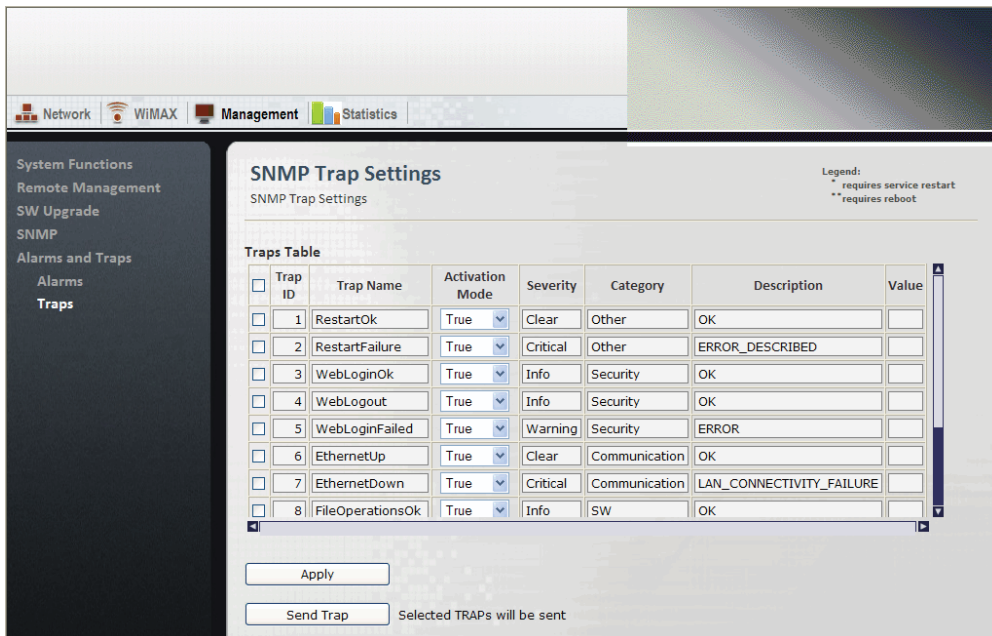 Network WiMAX Management Statistics
System Functions
Remote Management
SW Upgrade
SNMP
Alarms and Traps
Alarms
Traps
SNMP Trap Settings
SNMP Trap Settings
Legend:
* requires service restart
** requires reboot
Traps Table
Trap ID Trap Name Activation Mode Severity Category Description Value
1 RestartOk True Clear Other OK
2 RestartFailure True Critical Other ERROR_DESCRIBED
3 WebLoginOk True Info Security OK
4 WebLogout True Info Security OK
5 WebLoginFailed True Warning Security ERROR
6 EthernetUp True Clear Communication OK
7 EthernetDown True Critical Communication LAN_CONNECTIVITY_FAILURE
8 FileOperationsOk True Info SW OK
Apply
Send Trap Selected TRAPs will be sent